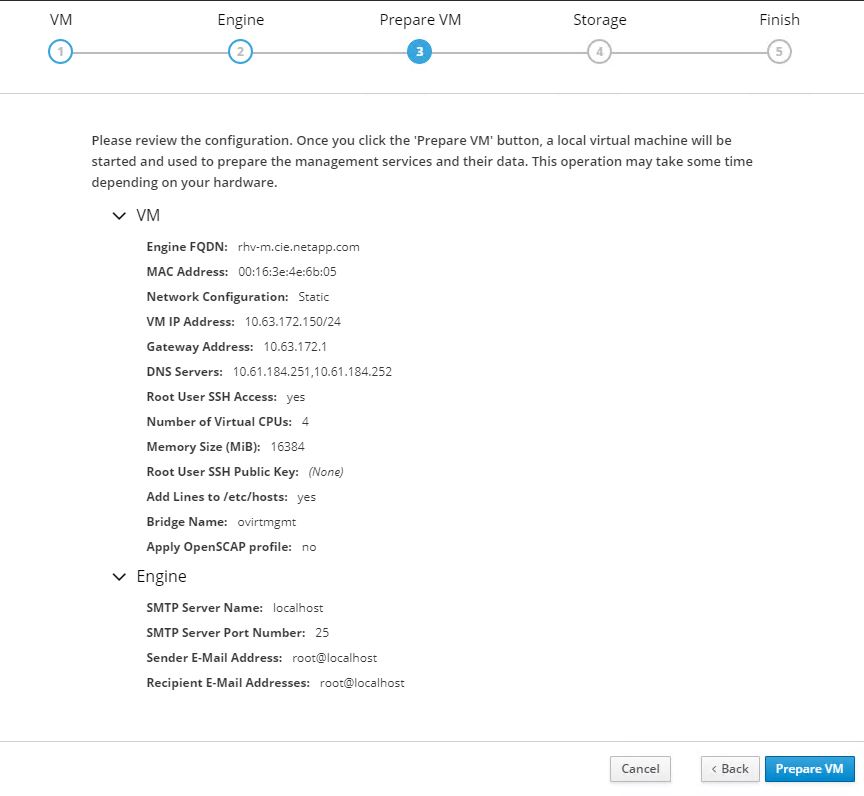 VM
Engine
Prepare VM
Storage
Finish
1
2
3
4
5
Please review the configuration. Once you click the 'Prepare VM' button, a local virtual machine will be
started and used to prepare the management services and their data. This operation may take some time
depending on your hardware.
VM
Engine FQDN: rhv-m.cie.netapp.com
MAC Address: 00:16:3e:4e:6b:05
Network Configuration: Static
VM IP Address: 10.63.172.150/24
Gateway Address: 10.63.172.1
DNS Servers: 10.61.184.251,10.61.184.252
Root User SSH Access: yes
Number of Virtual CPUs: 4
Memory Size (MiB): 16384
Root User SSH Public Key: (None)
Add Lines to /etc/hosts: yes
Bridge Name: ovirtmgmt
Apply OpenSCAP profile: no
Engine
SMTP Server Name: localhost
SMTP Server Port Number: 25
Sender E-Mail Address: root@localhost
Recipient E-Mail Addresses: root@localhost
Cancel
< Back
Prepare VM